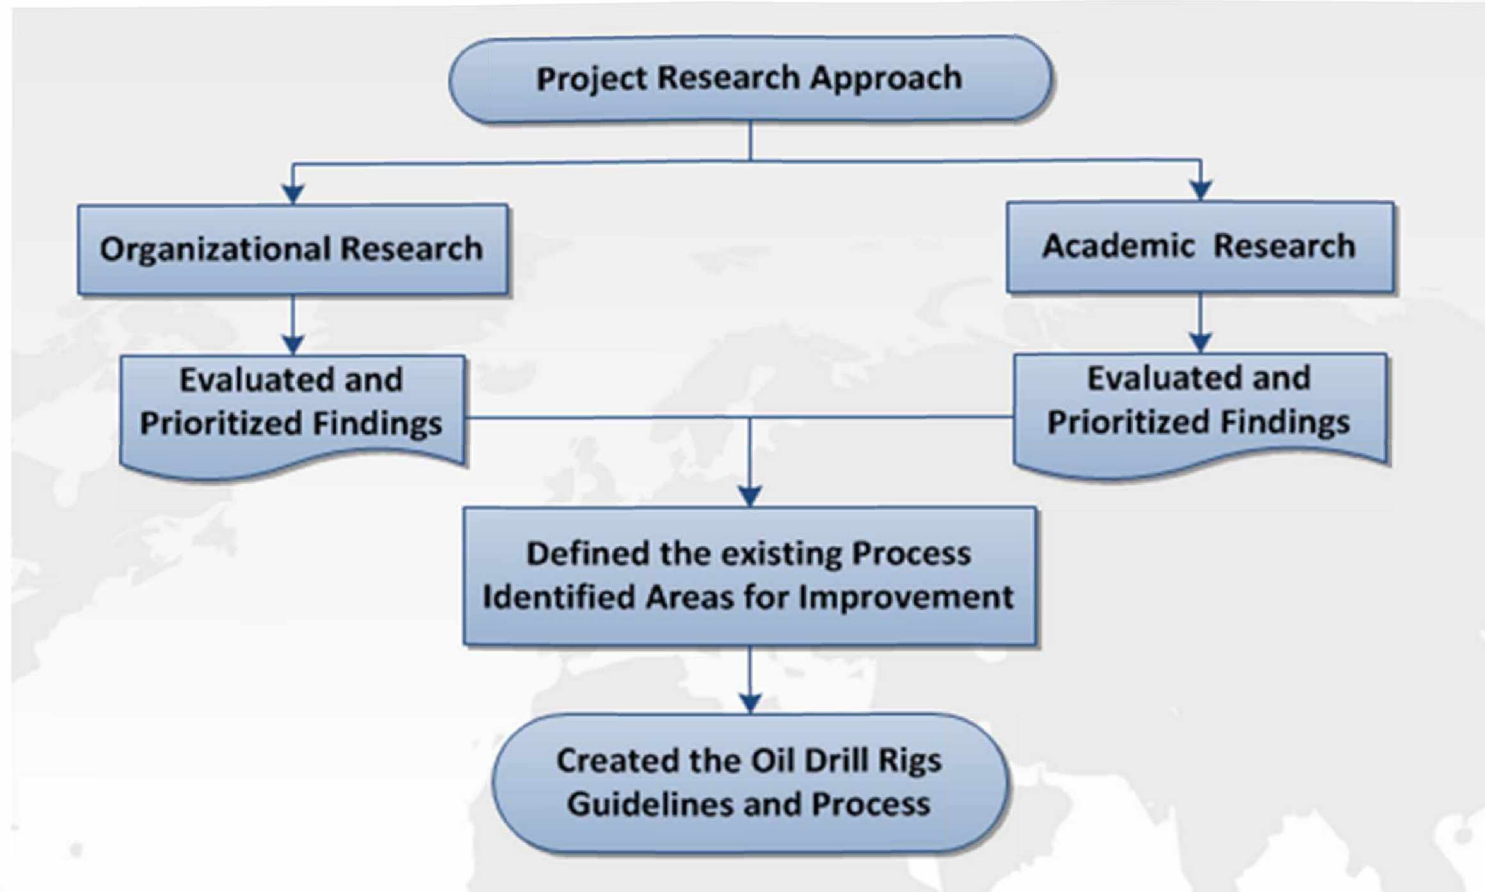 Project Research Approach
Organizational Research
Academic Research
Evaluated and
Prioritized Findings
Evaluated and
Prioritized Findings
Defined the existing Process
Identified Areas for Improvement
Created the Oil Drill Rigs
Guidelines and Process